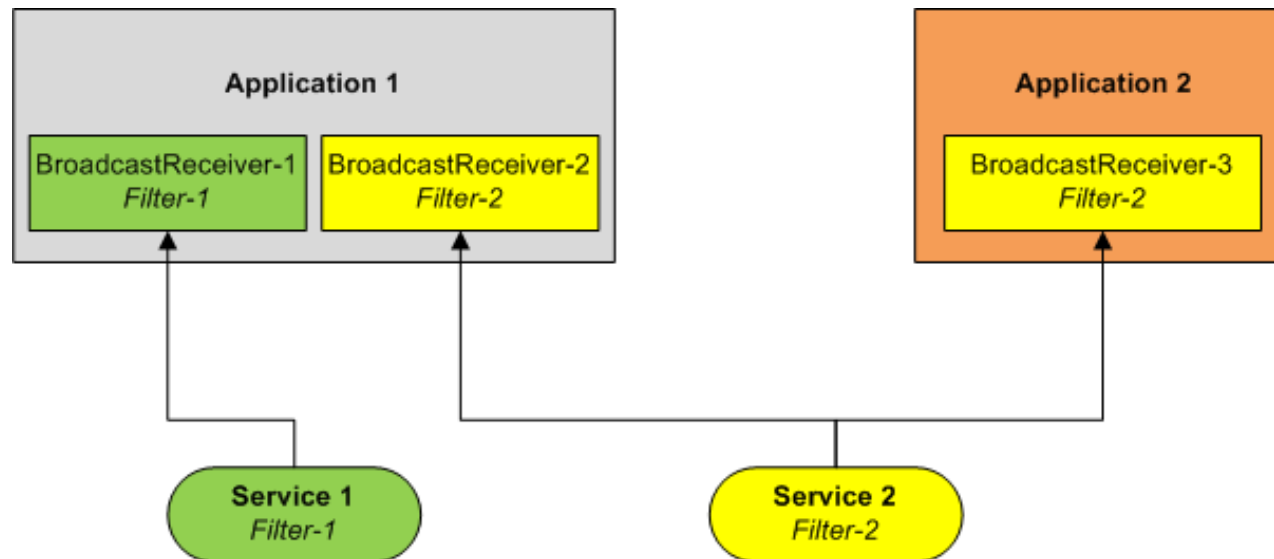 Application 1
BroadcastReceiver-1
Filter-1
BroadcastReceiver-2
Filter-2
Application 2
BroadcastReceiver-3
Filter-2
Service 1
Filter-1
Service 2
Filter-2